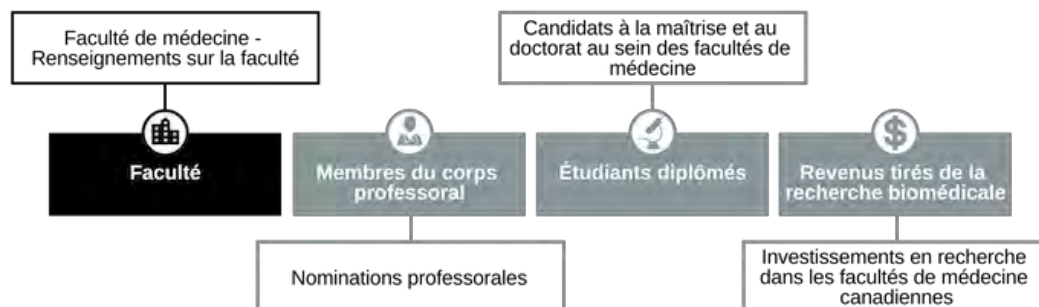 Faculté de médecine -
Renseignements sur la faculté
Candidats à la maîtrise et au
doctorat au sein des facultés de
médecine
Faculté
Membres du corps
professoral
Étudiants diplômés
Revenus tirés de la
recherche biomédicale
Nominations professorales
Investissements en recherche
dans les facultés de médecine
canadiennes